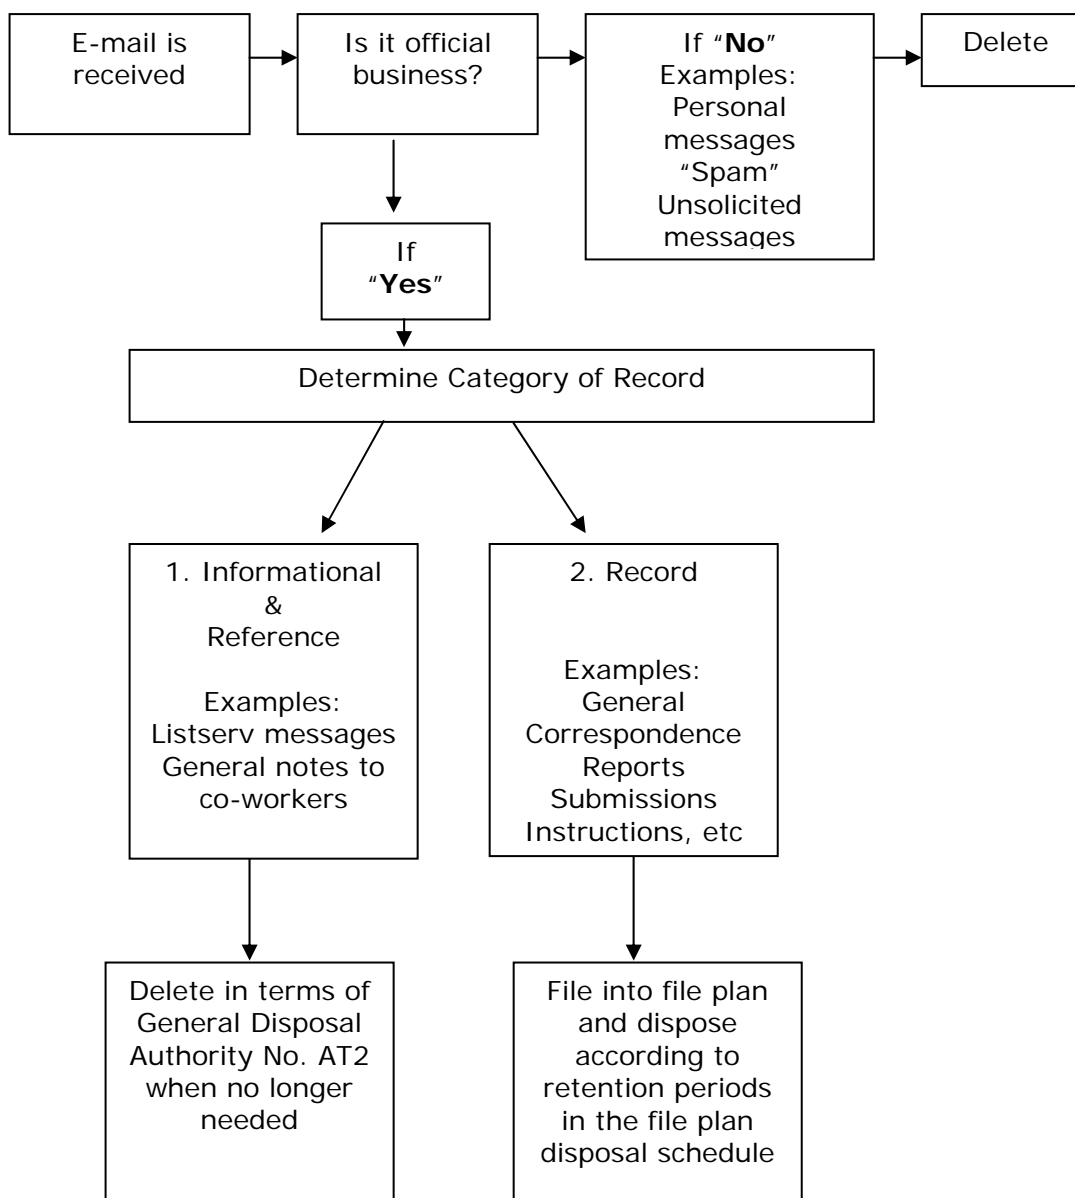 E-mail is
received
Is it official
business?
If “No”
Examples:
Personal
messages
“Spam”
Unsolicited
messages
Delete
If
“Yes”
Determine Category of Record
1. Informational
&
Reference
Examples:
Listserv messages
General notes to
co-workers
2. Record
Examples:
General
Correspondence
Reports
Submissions
Instructions, etc
Delete in terms of
General Disposal
Authority No. AT2
when no longer
needed
File into file plan
and dispose
according to
retention periods
in the file plan
disposal schedule